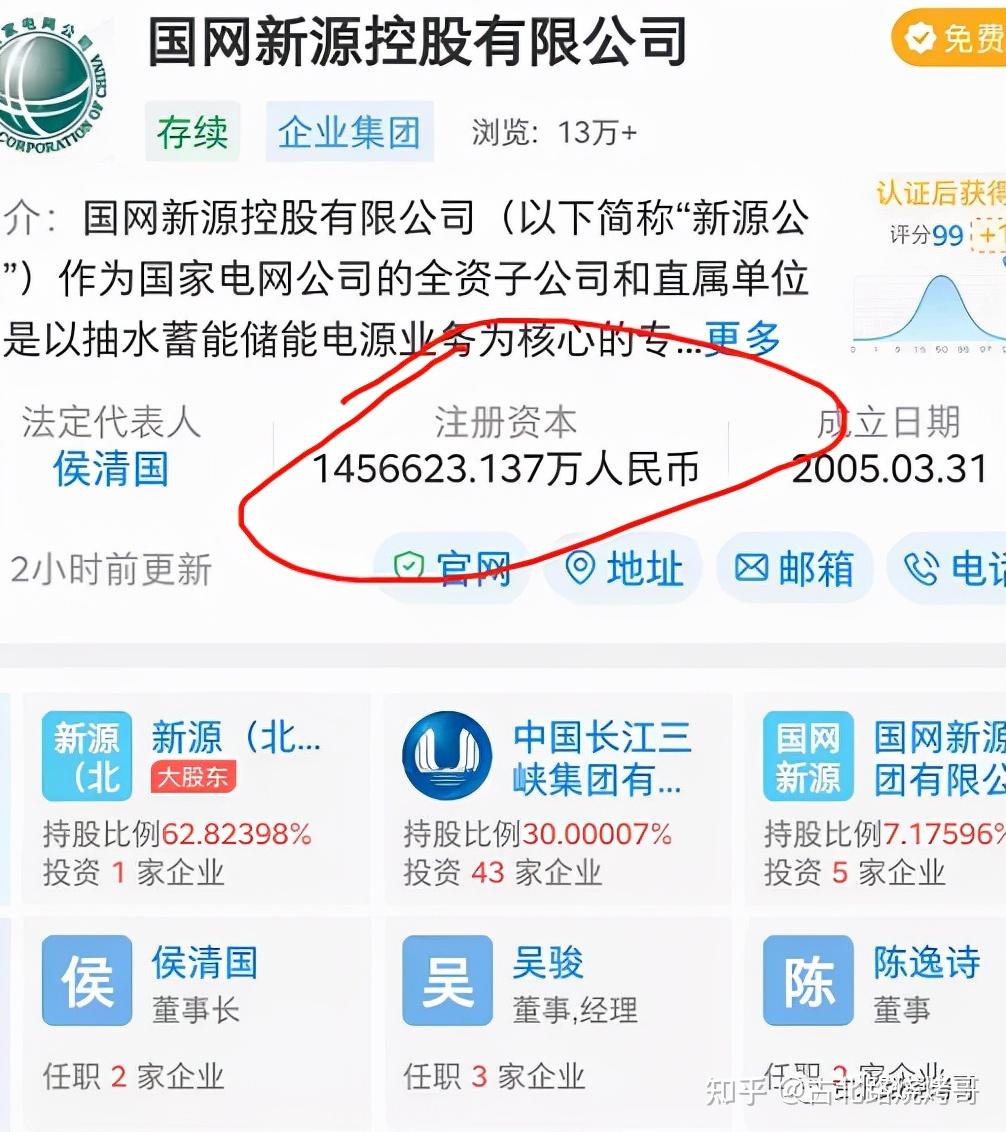 国网新源控股有限公司
免费
存续 企业集团 浏览：13万+
CORPORATION OF CHINA
认证后获得
评分99 +1
介：国网新源控股有限公司（以下简称“新源公
”）作为国家电网公司的全资子公司和直属单位
是以抽水蓄能储能电源业务为核心的专...更多
法定代表人 注册资本 成立日期
侯清国 1456623.137万人民币 2005.03.31
2小时前更新 官网 地址 邮箱 电话
新源（北 新源（北... 大股东
持股比例62.82398%
投资 1 家企业
中国长江三
峡集团有...
持股比例30.00007%
投资 43 家企业
国网新源 国网新源
团有限公
持股比例7.17596%
投资 5 家企业
侯 侯清国
董事长
任职 2 家企业
吴 吴骏
董事,经理
任职 3 家企业
陈 陈逸诗
董事
任职 2 家企业
知乎 @古北路烧烤哥